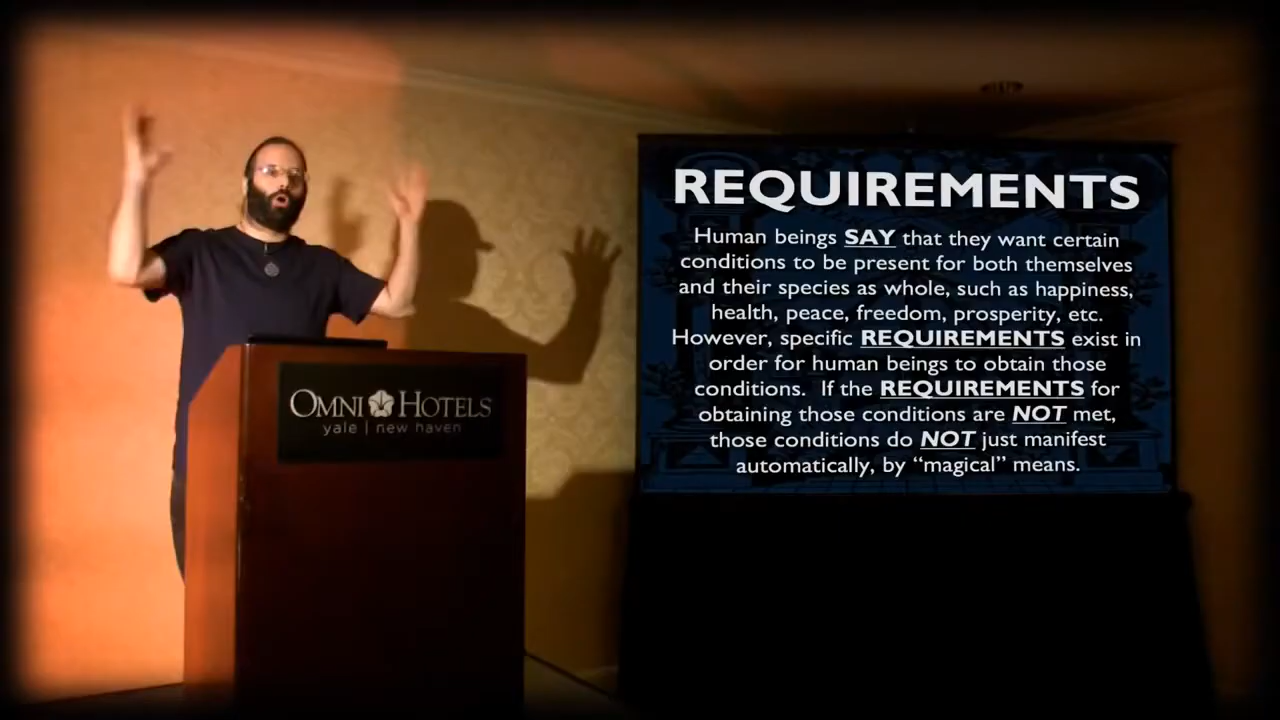 OMNI HOTELS
yale | new haven
REQUIREMENTS
Human beings SAY that they want certain
conditions to be present for both themselves
and their species as whole, such as happiness,
health, peace, freedom, prosperity, etc.
However, specific REQUIREMENTS exist in
order for human beings to obtain those
conditions. If the REQUIREMENTS for
obtaining those conditions are NOT met,
those conditions do NOT just manifest
automatically, by “magical” means.